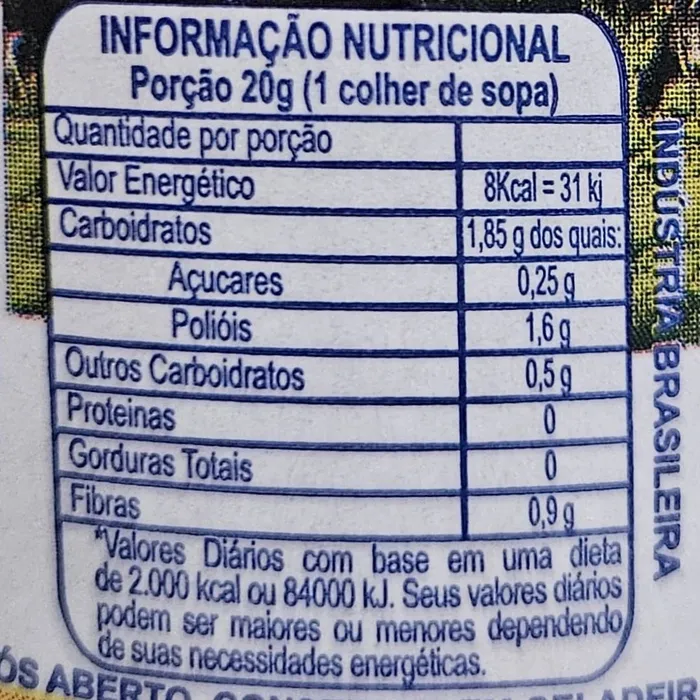 INFORMAÇÃO NUTRICIONAL
Porção 20g (1 colher de sopa)
Quantidade por porção
Valor Energético 8Kcal = 31 kj
Carboidratos 1,85 g dos quais:
Açucares 0,25 g
Polióis 1,6 g
Outros Carboidratos 0,5 g
Proteinas 0
Gorduras Totais 0
Fibras 0,9 g
*Valores Diários com base em uma dieta
de 2.000 kcal ou 84000 kJ. Seus valores diários
podem ser maiores ou menores dependendo
de suas necessidades energéticas.
INDÚSTRIA BRASILEIRA
ABERTO